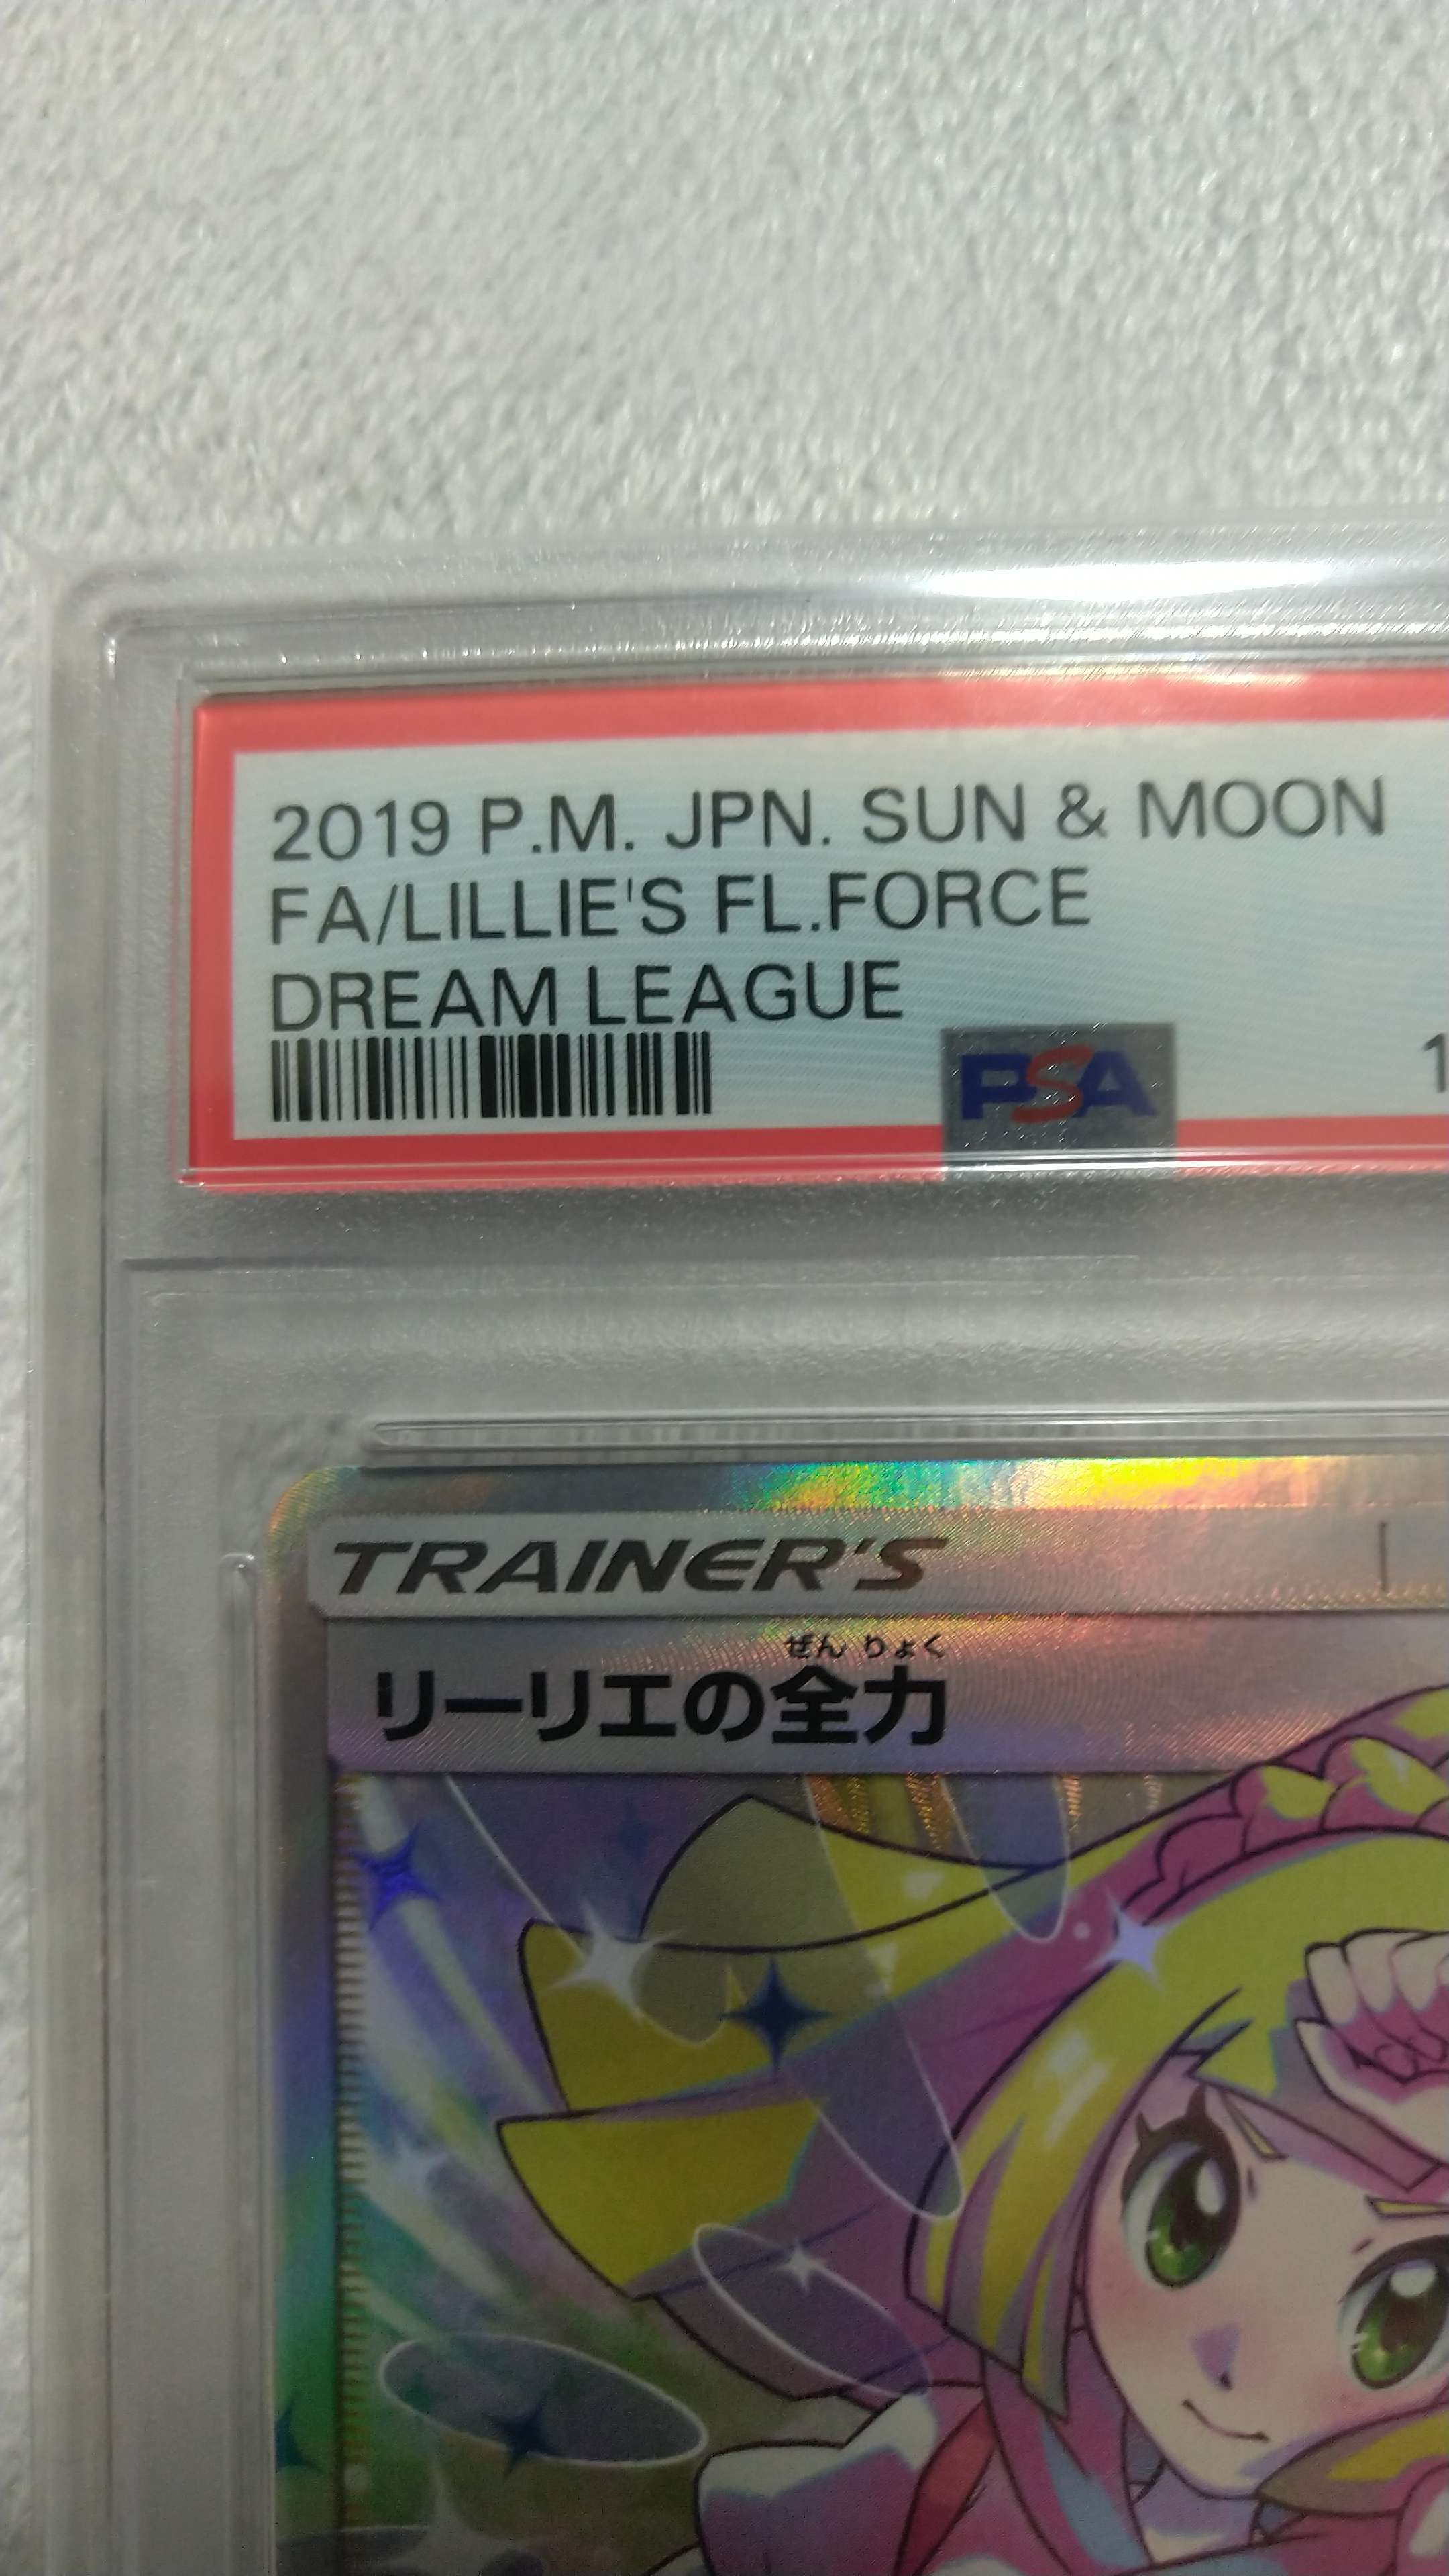 2019 P.M. JPN. SUN & MOON
FA/LILLIE'S FL.FORCE
DREAM LEAGUE
PSA
TRAINER'S
ぜんりょく
リーリエの全力